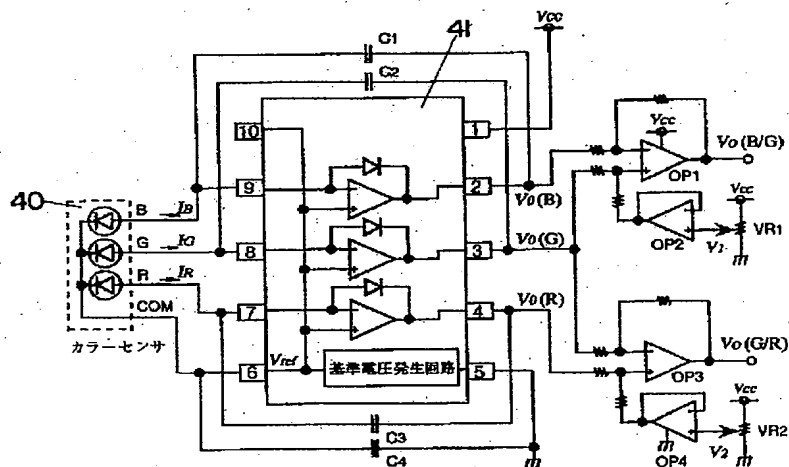 41
Vcc
C1
C2
10
1
40
B
IB
9
2
Vo(B)
G
IG
8
3
Vo(G)
R
IR
7
4
Vo(R)
COM
カラーセンサ
6
Vref
基準電圧発生回路
5
C3
C4
Vcc
OP1
Vo(B/G)
OP2
V1
Vcc
VR1
OP3
Vo(G/R)
OP4
V2
Vcc
VR2